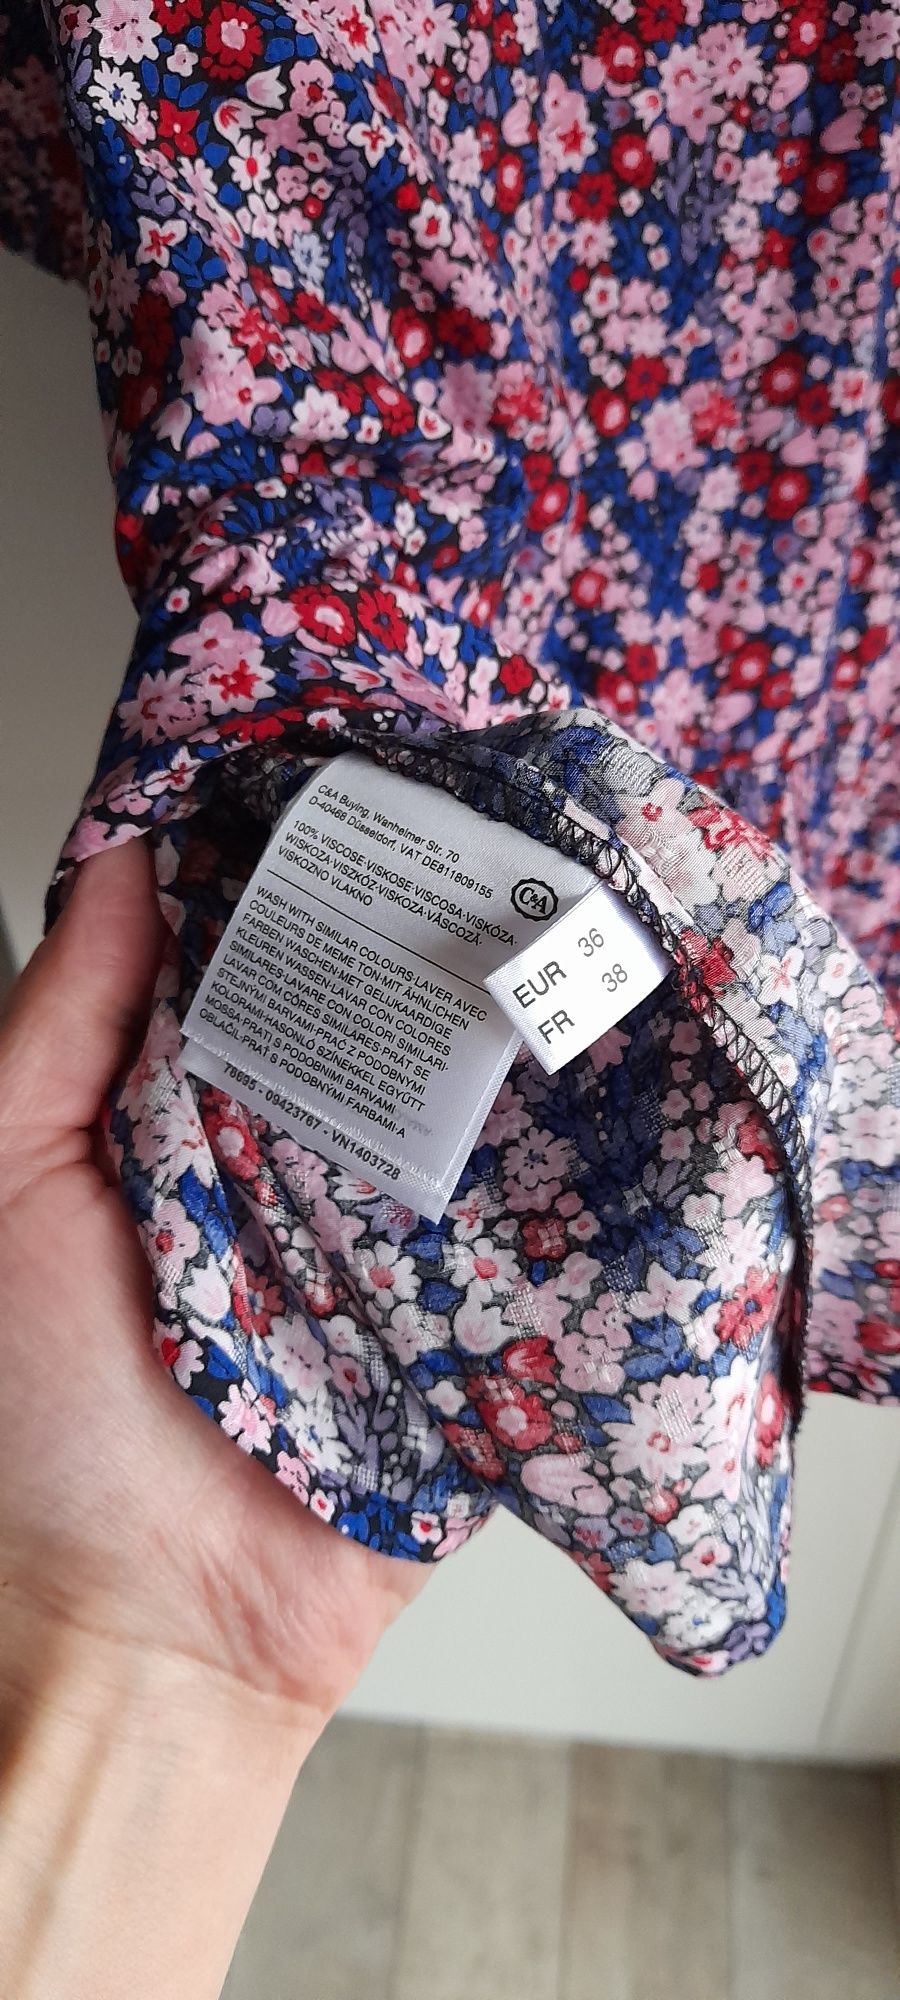 C&A Buying, Wanheimer Str. 70
D-40468 Düsseldorf, VAT DE811809155
100% VISCOSE·VISKOSE·VISCOSA·VISKÓZA·
WISKOZA·VISZKÓZ·VISKOZA·VÂSCOZĂ·
VISKOZNO VLAKNO
C&A
WASH WITH SIMILAR COLOURS·LAVER AVEC
COULEURS DE MEME TON·MIT ÄHNLICHEN
FARBEN WASCHEN·MET GELIJKAARDIGE
KLEUREN WASSEN·LAVAR CON COLORES
SIMILARES·LAVARE CON COLORI SIMILARI·
LAVAR COM CÔRES SIMILARES·PRAT SE
STEJNÝMI BARVAMI·PRAĆ Z PODOBNYMI
KOLORAMI·HASONLÓ SZÍNEKKEL EGYÜTT
MOSSA·PRATI S PODOBNIMI BARVAMI
OBLAČIL·PRAT S PODOBNÝMI FARBAMI·A
78635 - 09423767 - VN1403728
EUR 36
FR 38